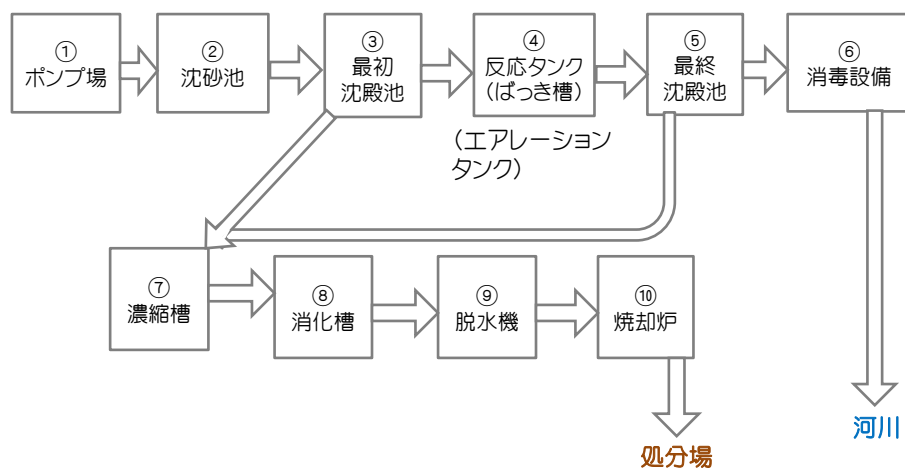 ①
ポンプ場
②
沈砂池
③
最初
沈殿池
④
反応タンク
(ばっき槽)
⑤
最終
沈殿池
⑥
消毒設備
(エアレーション
タンク)
⑦
濃縮槽
⑧
消化槽
⑨
脱水機
⑩
焼却炉
河川
処分場